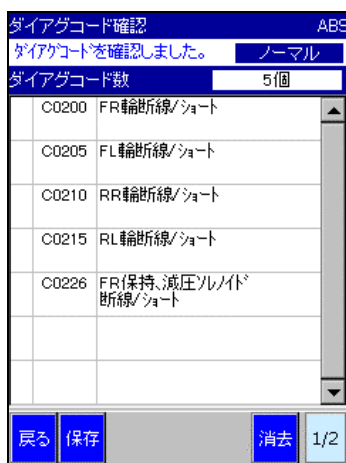 ダイアグコード確認 ABS
ダイアグコードを確認しました。 ノーマル
ダイアグコード数 5個
C0200 FR輪断線/ショート
C0205 FL輪断線/ショート
C0210 RR輪断線/ショート
C0215 RL輪断線/ショート
C0226 FR保持、減圧ソレノイド
断線/ショート
戻る 保存 消去 1/2